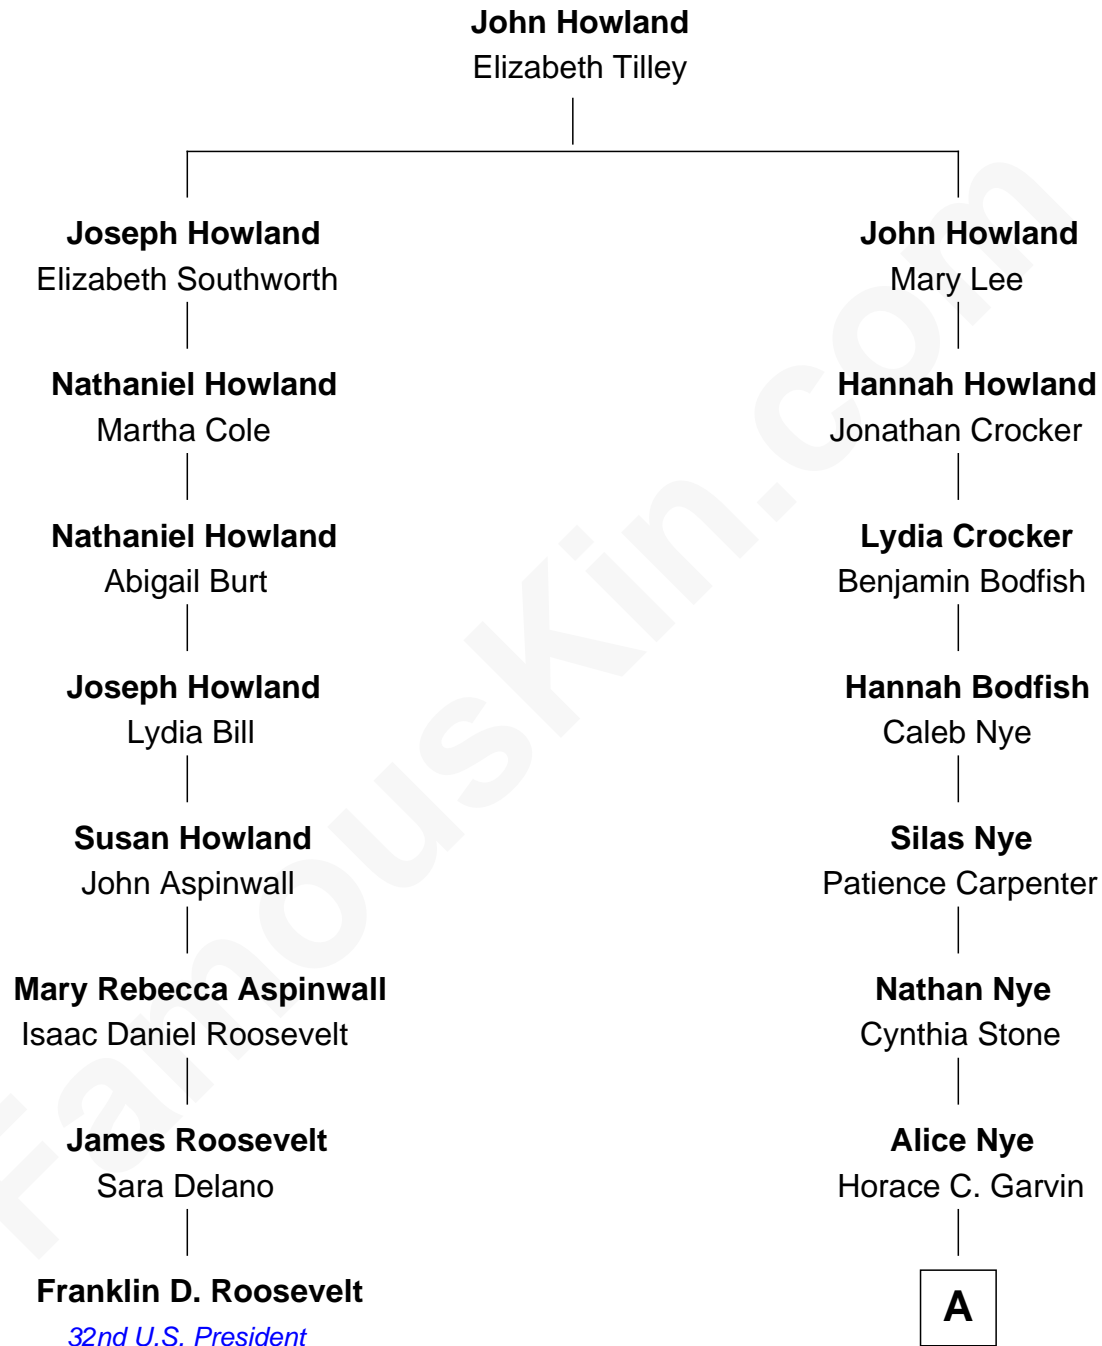 John Howland
Elizabeth Tilley
Joseph Howland
Elizabeth Southworth
John Howland
Mary Lee
Nathaniel Howland
Martha Cole
Hannah Howland
Jonathan Crocker
Nathaniel Howland
Abigail Burt
Lydia Crocker
Benjamin Bodfish
Joseph Howland
Lydia Bill
Hannah Bodfish
Caleb Nye
Susan Howland
John Aspinwall
Silas Nye
Patience Carpenter
Mary Rebecca Aspinwall
Isaac Daniel Roosevelt
Nathan Nye
Cynthia Stone
James Roosevelt
Sara Delano
Alice Nye
Horace C. Garvin
Franklin D. Roosevelt
32nd U.S. President
A
FamousKin.com